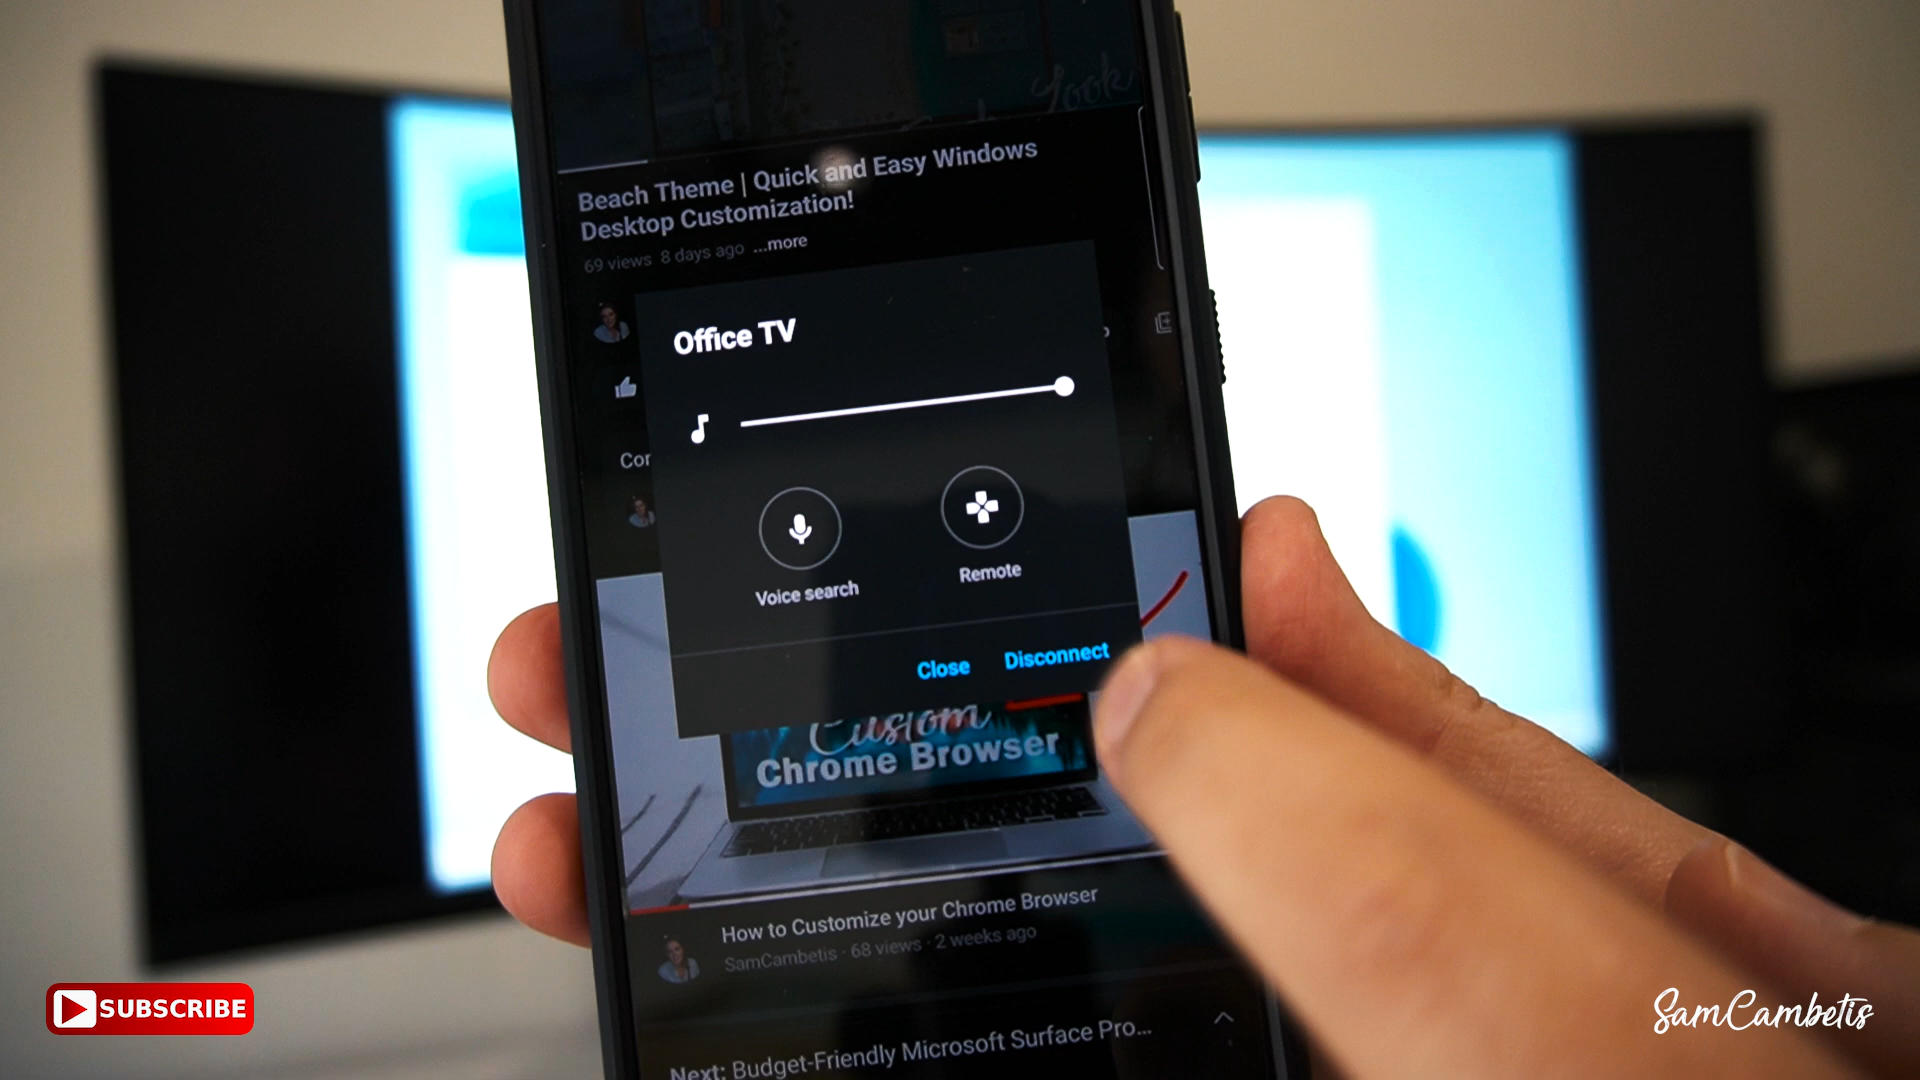 Look
Beach Theme | Quick and Easy Windows
Desktop Customization!
69 views 8 days ago ...more
Office TV
Cor
Voice search
Remote
Close Disconnect
Custom
Chrome Browser
How to Customize your Chrome Browser
SamCambetis · 68 views · 2 weeks ago
Next: Budget-Friendly Microsoft Surface Pro...
SUBSCRIBE
SamCambetis